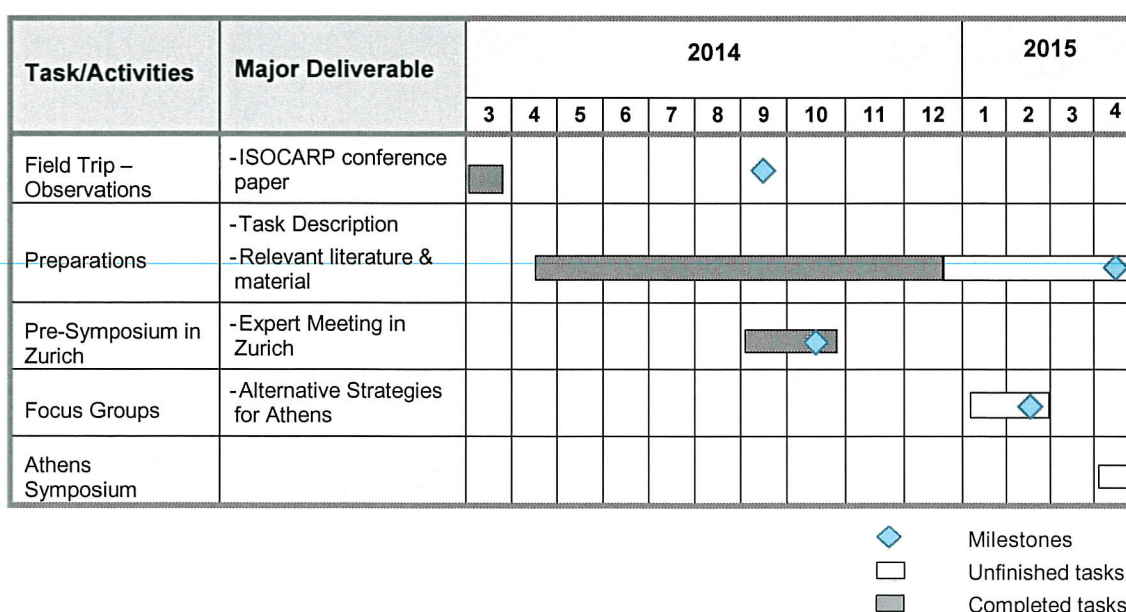 Task/Activities
Major Deliverable
2014
2015
3 4 5 6 7 8 9 10 11 12 1 2 3 4
Field Trip –
Observations
-ISOCARP conference
paper
Preparations
-Task Description
-Relevant literature &
material
Pre-Symposium in
Zurich
-Expert Meeting in
Zurich
Focus Groups
-Alternative Strategies
for Athens
Athens
Symposium
Milestones
Unfinished tasks
Completed tasks